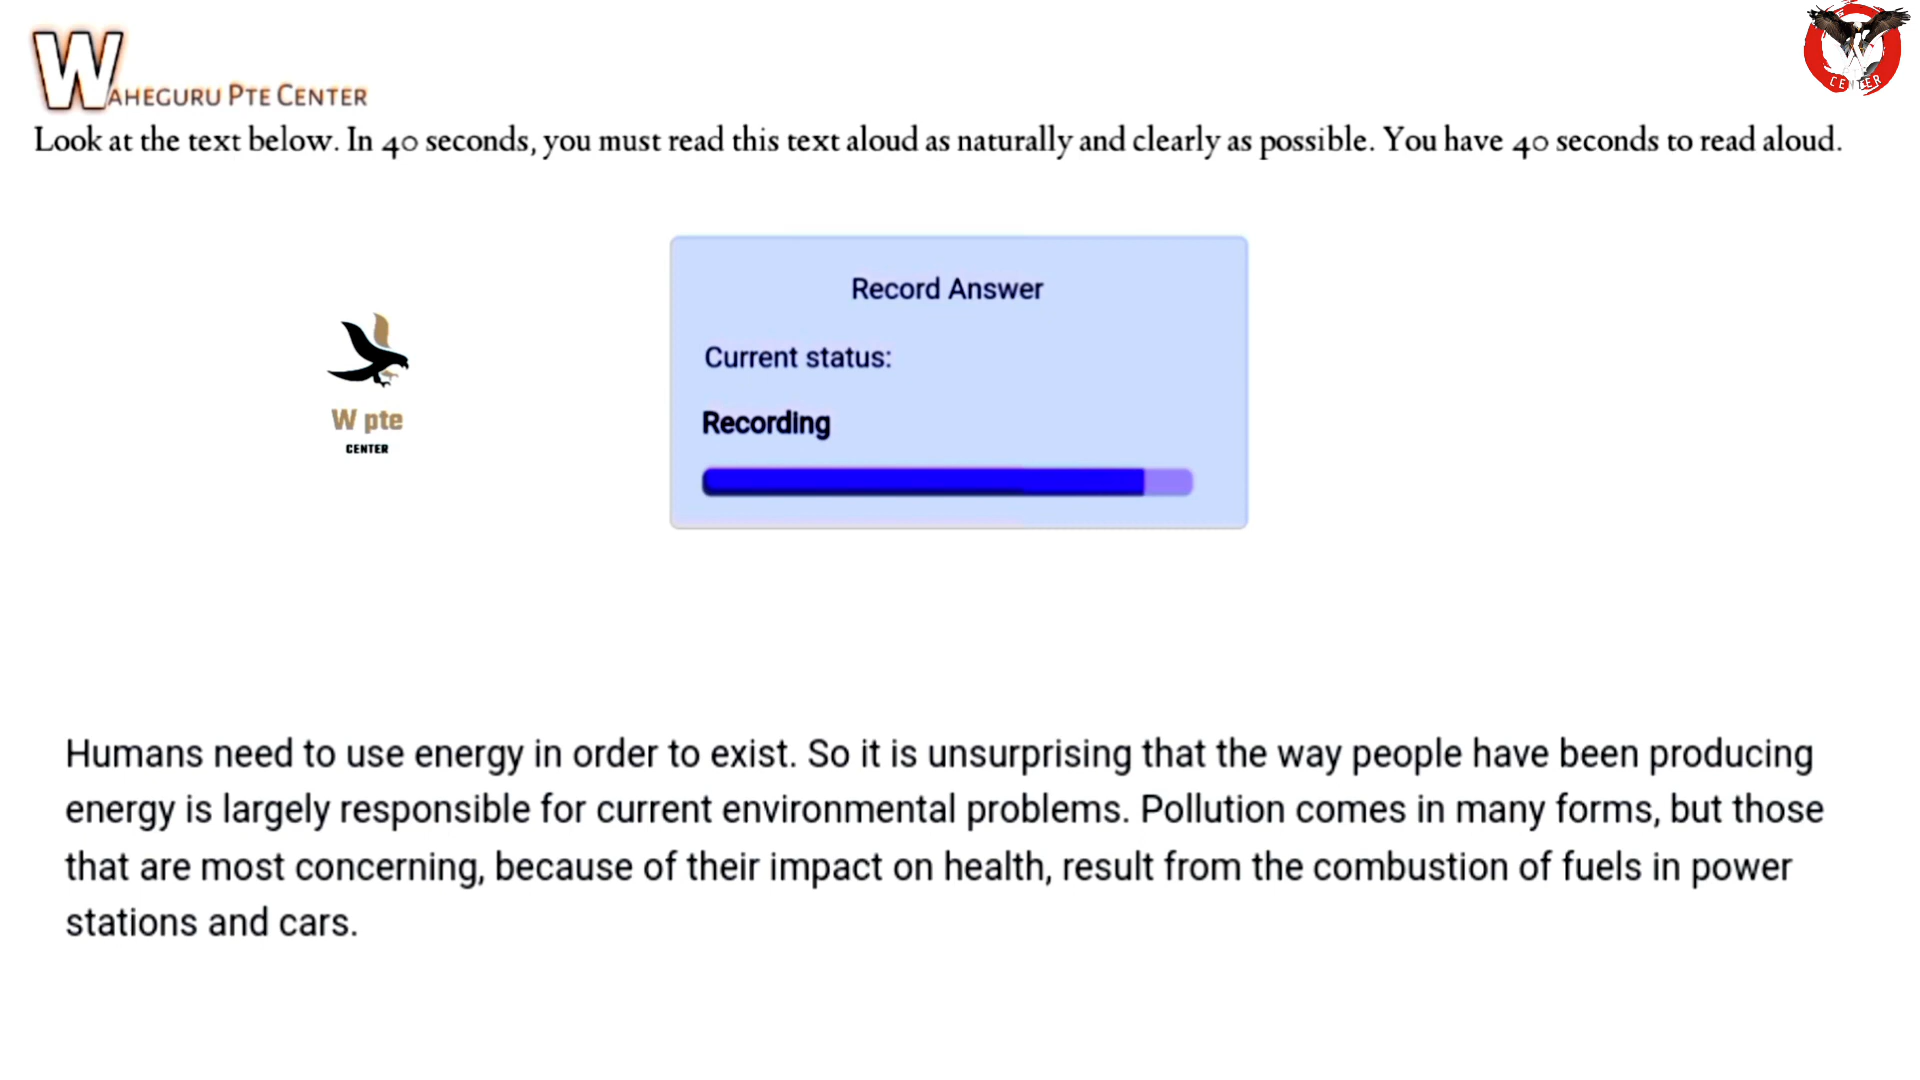 WAHEGURU PTE CENTER
CENTER
Look at the text below. In 40 seconds, you must read this text aloud as naturally and clearly as possible. You have 40 seconds to read aloud.
Record Answer
Current status:
Recording
W pte
CENTER
Humans need to use energy in order to exist. So it is unsurprising that the way people have been producing
energy is largely responsible for current environmental problems. Pollution comes in many forms, but those
that are most concerning, because of their impact on health, result from the combustion of fuels in power
stations and cars.